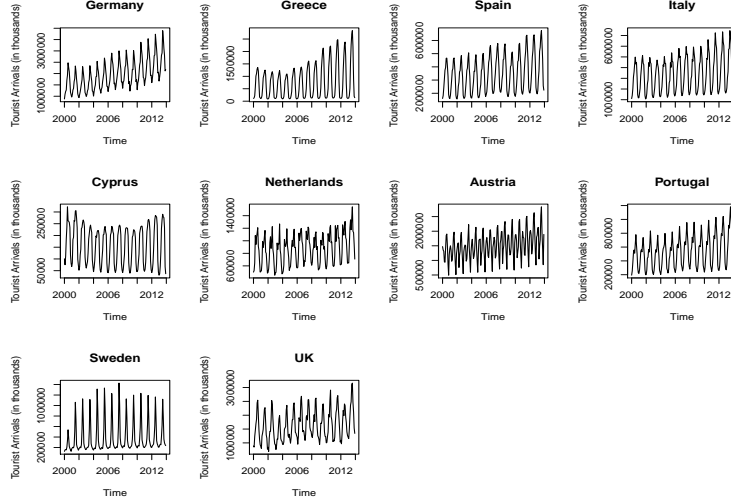 Germany
Tourist Arrivals (in thousands)
1000000 3000000
2000 2006 2012
Time
Greece
Tourist Arrivals (in thousands)
0 1500000
2000 2006 2012
Time
Spain
Tourist Arrivals (in thousands)
2000000 6000000
2000 2006 2012
Time
Italy
Tourist Arrivals (in thousands)
1000000 6000000
2000 2006 2012
Time
Cyprus
Tourist Arrivals (in thousands)
50000 250000
2000 2006 2012
Time
Netherlands
Tourist Arrivals (in thousands)
600000 1400000
2000 2006 2012
Time
Austria
Tourist Arrivals (in thousands)
500000 2000000
2000 2006 2012
Time
Portugal
Tourist Arrivals (in thousands)
200000 800000
2000 2006 2012
Time
Sweden
Tourist Arrivals (in thousands)
200000 1000000
2000 2006 2012
Time
UK
Tourist Arrivals (in thousands)
1000000 3000000
2000 2006 2012
Time